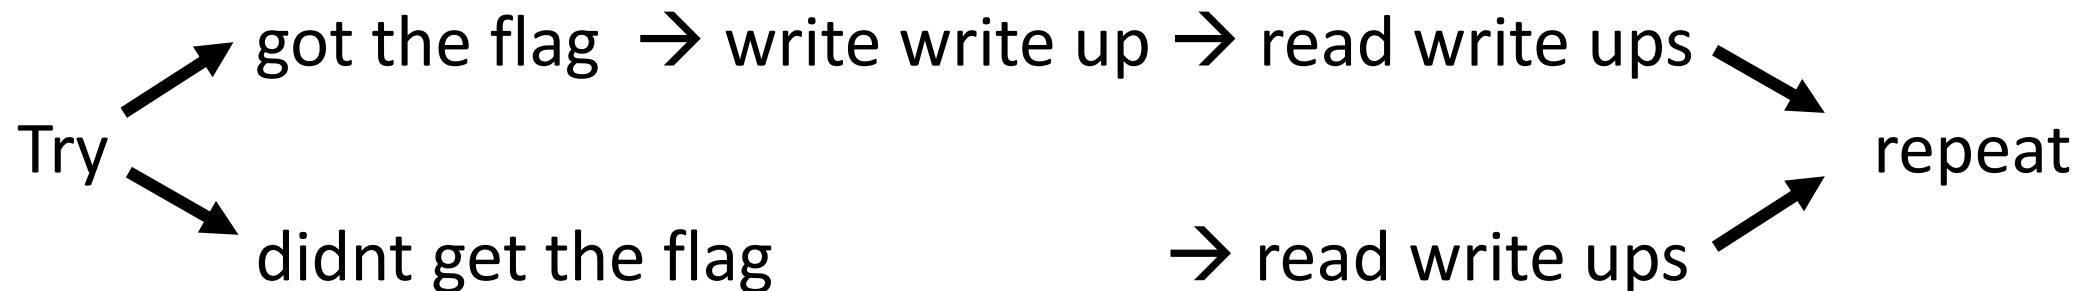 got the flag → write write up → read write ups
Try
repeat
didnt get the flag → read write ups